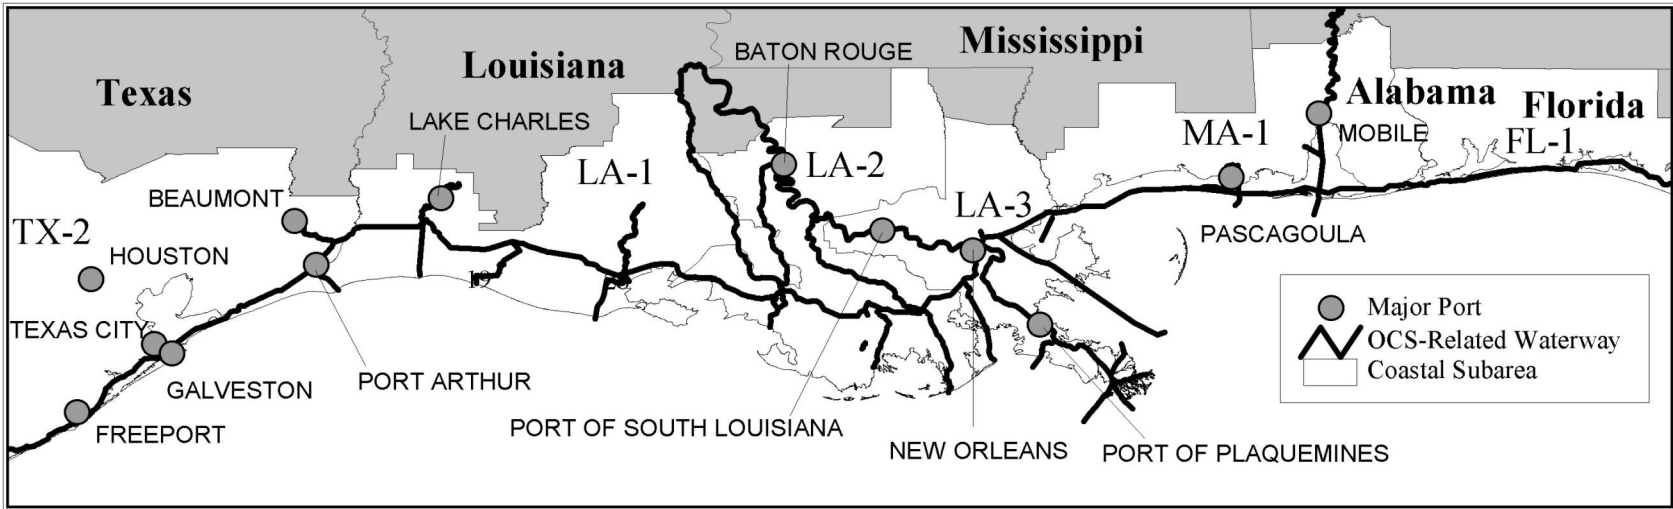 Texas
Louisiana
Mississippi
Alabama
Florida
BATON ROUGE
LAKE CHARLES
MOBILE
MA-1
FL-1
LA-1
LA-2
LA-3
BEAUMONT
TX-2
HOUSTON
PASCAGOULA
19
TEXAS CITY
GALVESTON
PORT ARTHUR
FREEPORT
PORT OF SOUTH LOUISIANA
NEW ORLEANS
PORT OF PLAQUEMINES
Major Port
OCS-Related Waterway
Coastal Subarea